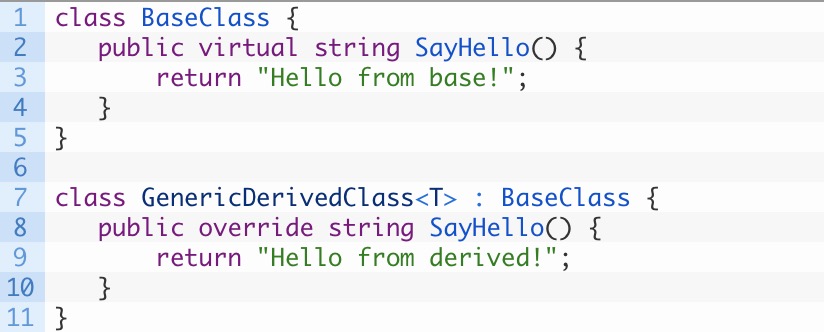 1 class BaseClass {
2    public virtual string SayHello() {
3        return "Hello from base!";
4    }
5 }
6
7 class GenericDerivedClass<T> : BaseClass {
8    public override string SayHello() {
9        return "Hello from derived!";
10    }
11 }